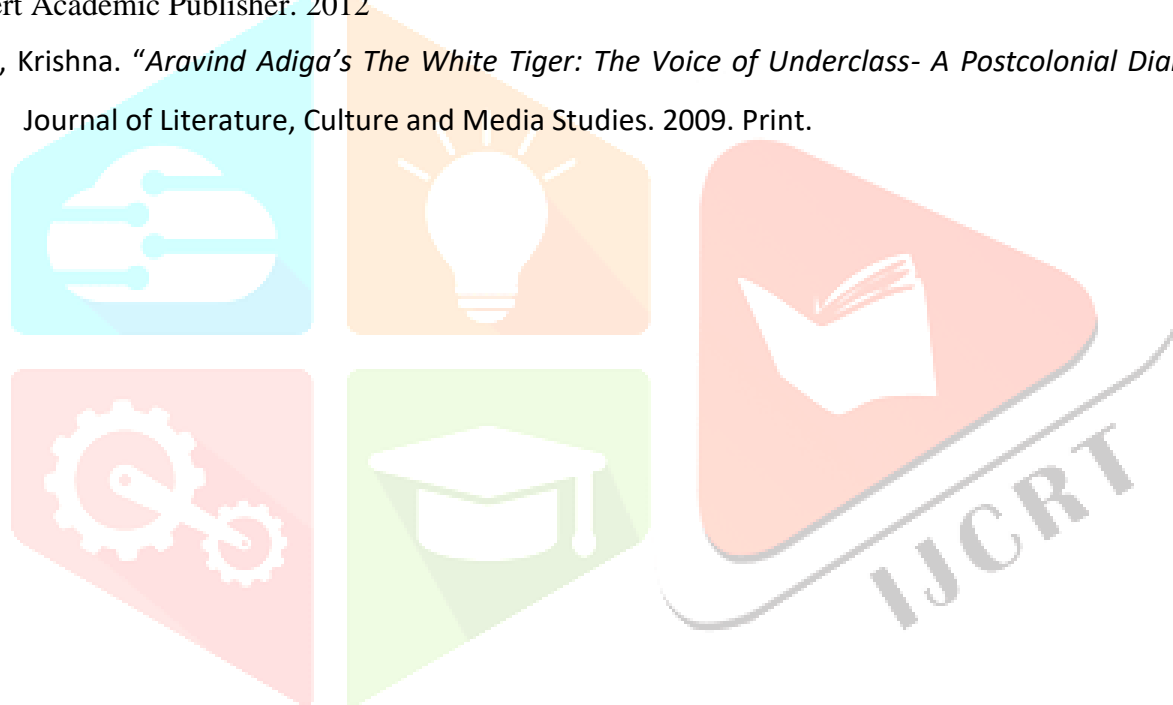 ert Academic Publisher. 2012
, Krishna. “Aravind Adiga’s The White Tiger: The Voice of Underclass- A Postcolonial
Journal of Literature, Culture and Media Studies. 2009. Print.
IJCRT